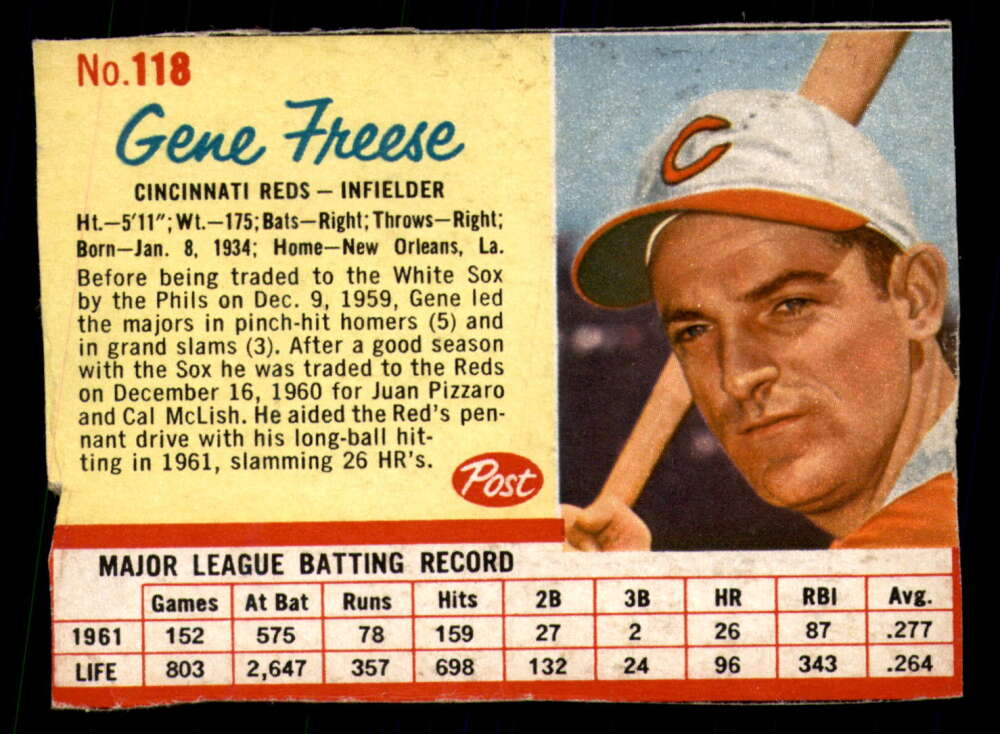 No.118
Gene Freese
CINCINNATI REDS – INFIELDER
Ht.–5'11"; Wt.–175; Bats–Right; Throws–Right;
Born–Jan. 8, 1934; Home–New Orleans, La.
Before being traded to the White Sox
by the Phils on Dec. 9, 1959, Gene led
the majors in pinch-hit homers (5) and
in grand slams (3). After a good season
with the Sox he was traded to the Reds
on December 16, 1960 for Juan Pizzaro
and Cal McLish. He aided the Red's pen-
nant drive with his long-ball hit-
ting in 1961, slamming 26 HR's.
Post
C
MAJOR LEAGUE BATTING RECORD
Games At Bat Runs Hits 2B 3B HR RBI Avg.
1961 152 575 78 159 27 2 26 87 .277
LIFE 803 2,647 357 698 132 24 96 343 .264